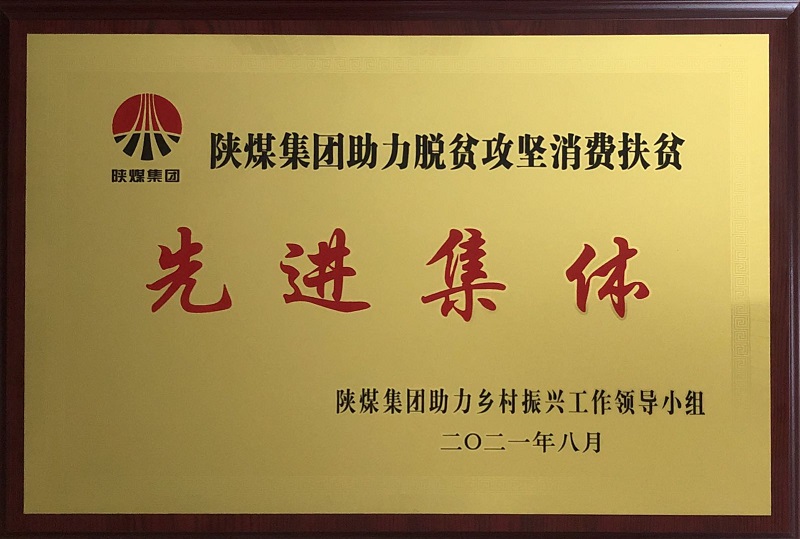 陕煤集团
陕煤集团助力脱贫攻坚消费扶贫
先进集体
陕煤集团助力乡村振兴工作领导小组
二〇二一年八月